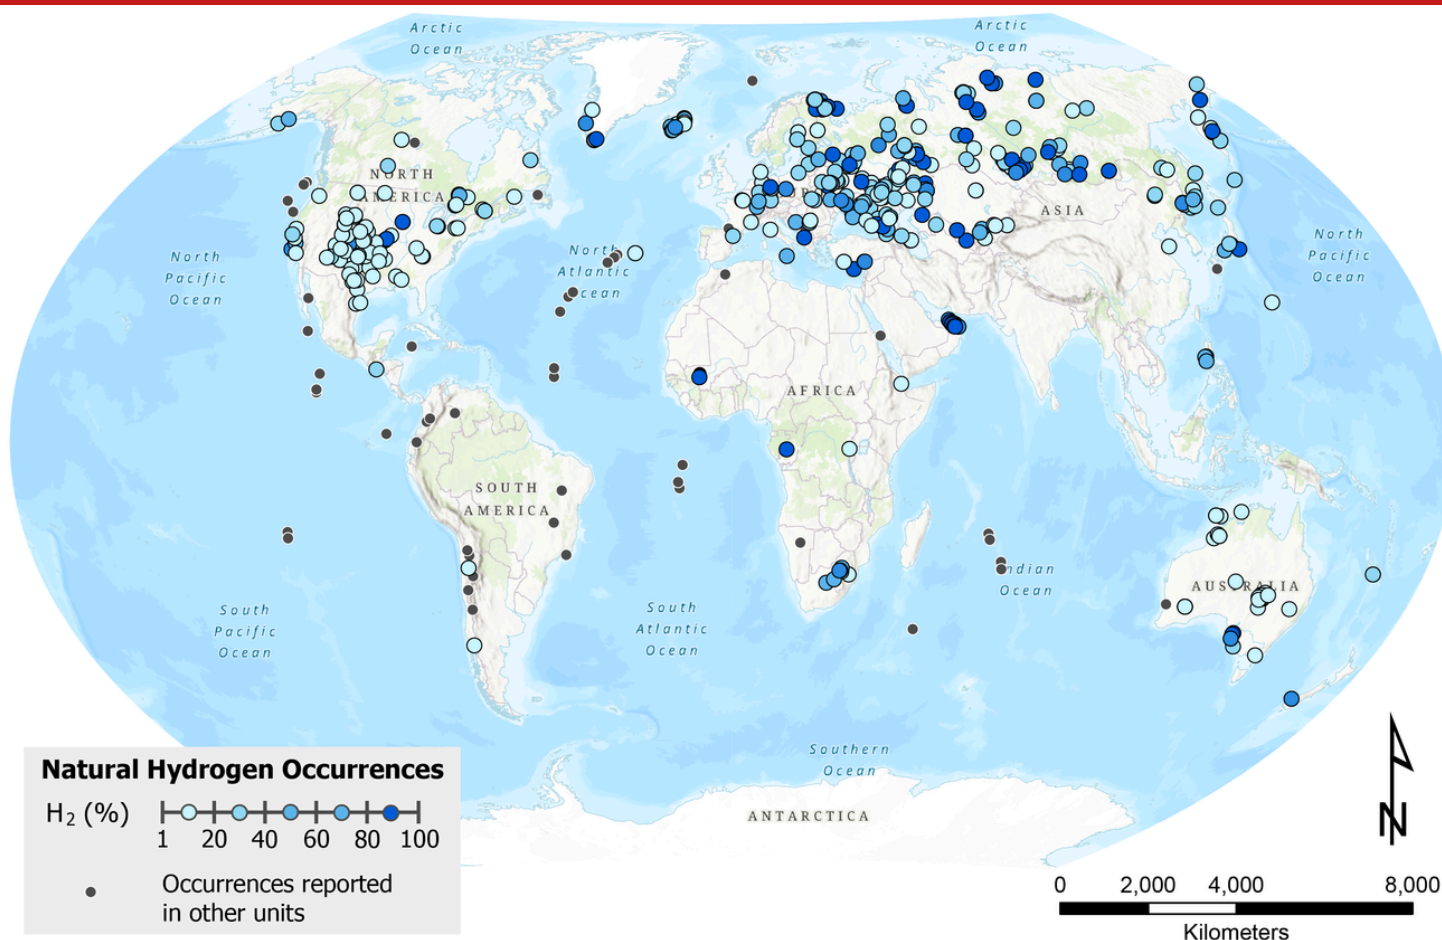 Arctic
Ocean
Arctic
Ocean
NORTH
AMERICA
ASIA
North
Pacific
Ocean
North
Atlantic
Ocean
North
Pacific
Ocean
AFRICA
SOUTH
AMERICA
Indian
Ocean
AUSTRALIA
South
Pacific
Ocean
South
Atlantic
Ocean
Southern
Ocean
ANTARCTICA
Natural Hydrogen Occurrences
H₂ (%)
1 20 40 60 80 100
Occurrences reported
in other units
N
0 2,000 4,000 8,000
Kilometers